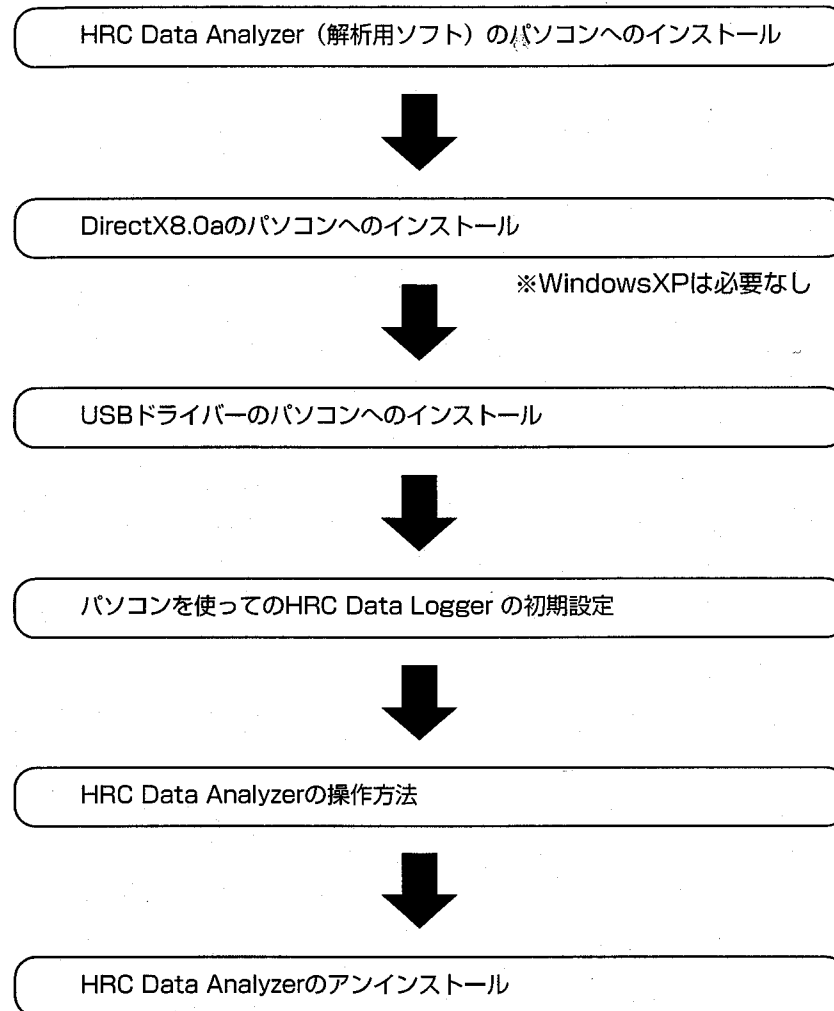 HRC Data Analyzer（解析用ソフト）のパソコンへのインストール
DirectX8.0aのパソコンへのインストール
※WindowsXPは必要なし
USBドライバーのパソコンへのインストール
パソコンを使ってのHRC Data Logger の初期設定
HRC Data Analyzerの操作方法
HRC Data Analyzerのアンインストール